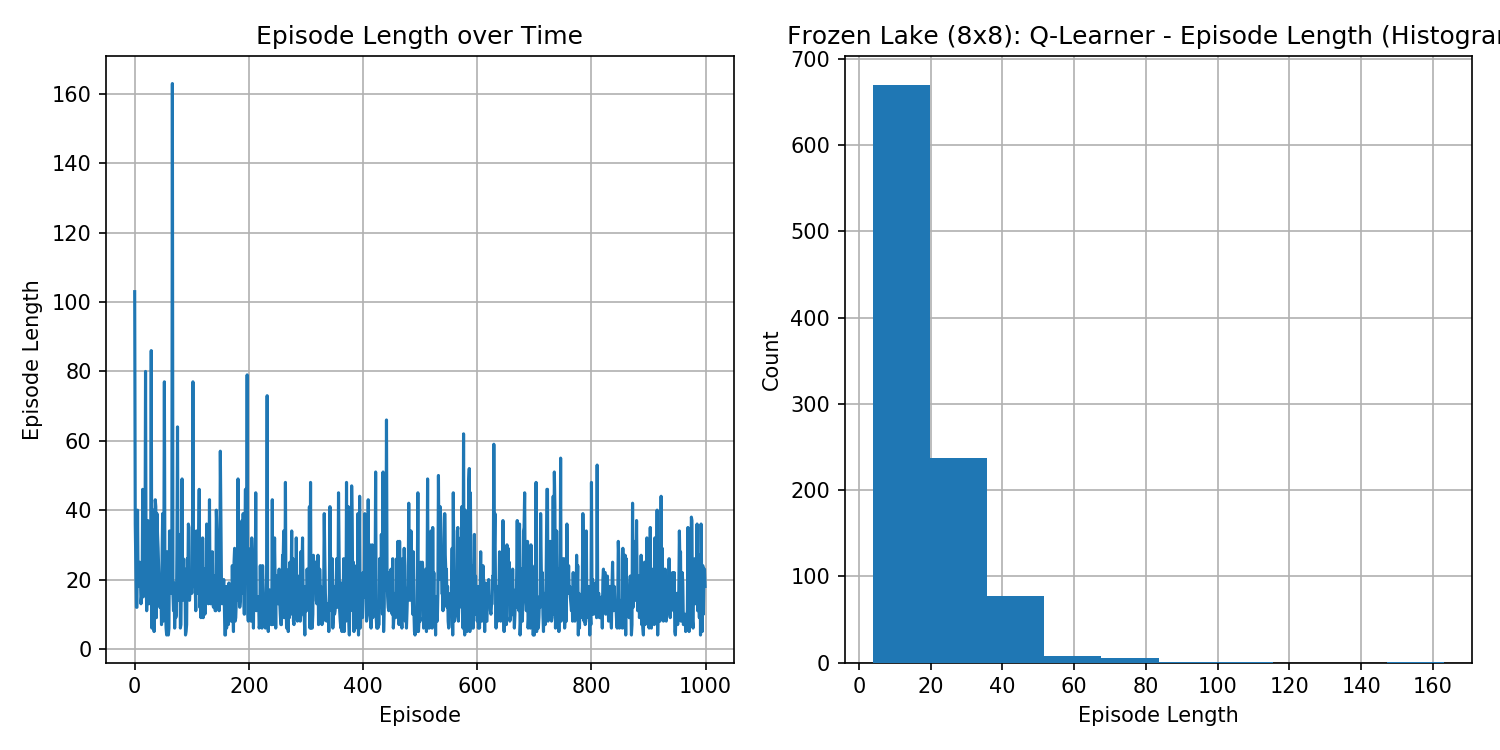 Episode Length over Time
160
140
120
100
80
60
40
20
0
Episode Length
0 200 400 600 800 1000
Episode
Frozen Lake (8x8): Q-Learner - Episode Length (Histogra
700
600
500
400
300
200
100
0
Count
0 20 40 60 80 100 120 140 160
Episode Length